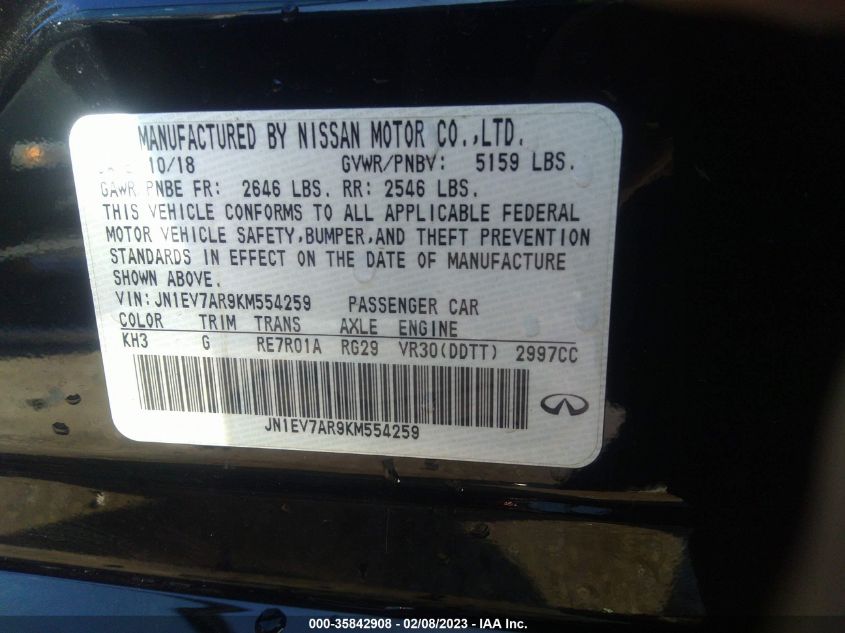 MANUFACTURED BY NISSAN MOTOR CO.,LTD.
10/18 GVWR/PNBV: 5159 LBS.
GAWR PNBE FR: 2646 LBS. RR: 2546 LBS.
THIS VEHICLE CONFORMS TO ALL APPLICABLE FEDERAL
MOTOR VEHICLE SAFETY,BUMPER,AND THEFT PREVENTION
STANDARDS IN EFFECT ON THE DATE OF MANUFACTURE
SHOWN ABOVE.
VIN:JN1EV7AR9KM554259 PASSENGER CAR
COLOR TRIM TRANS AXLE ENGINE
KH3 G RE7R01A RG29 VR30(DDTT) 2997CC
JN1EV7AR9KM554259
000-35842908 - 02/08/2023 - IAA Inc.